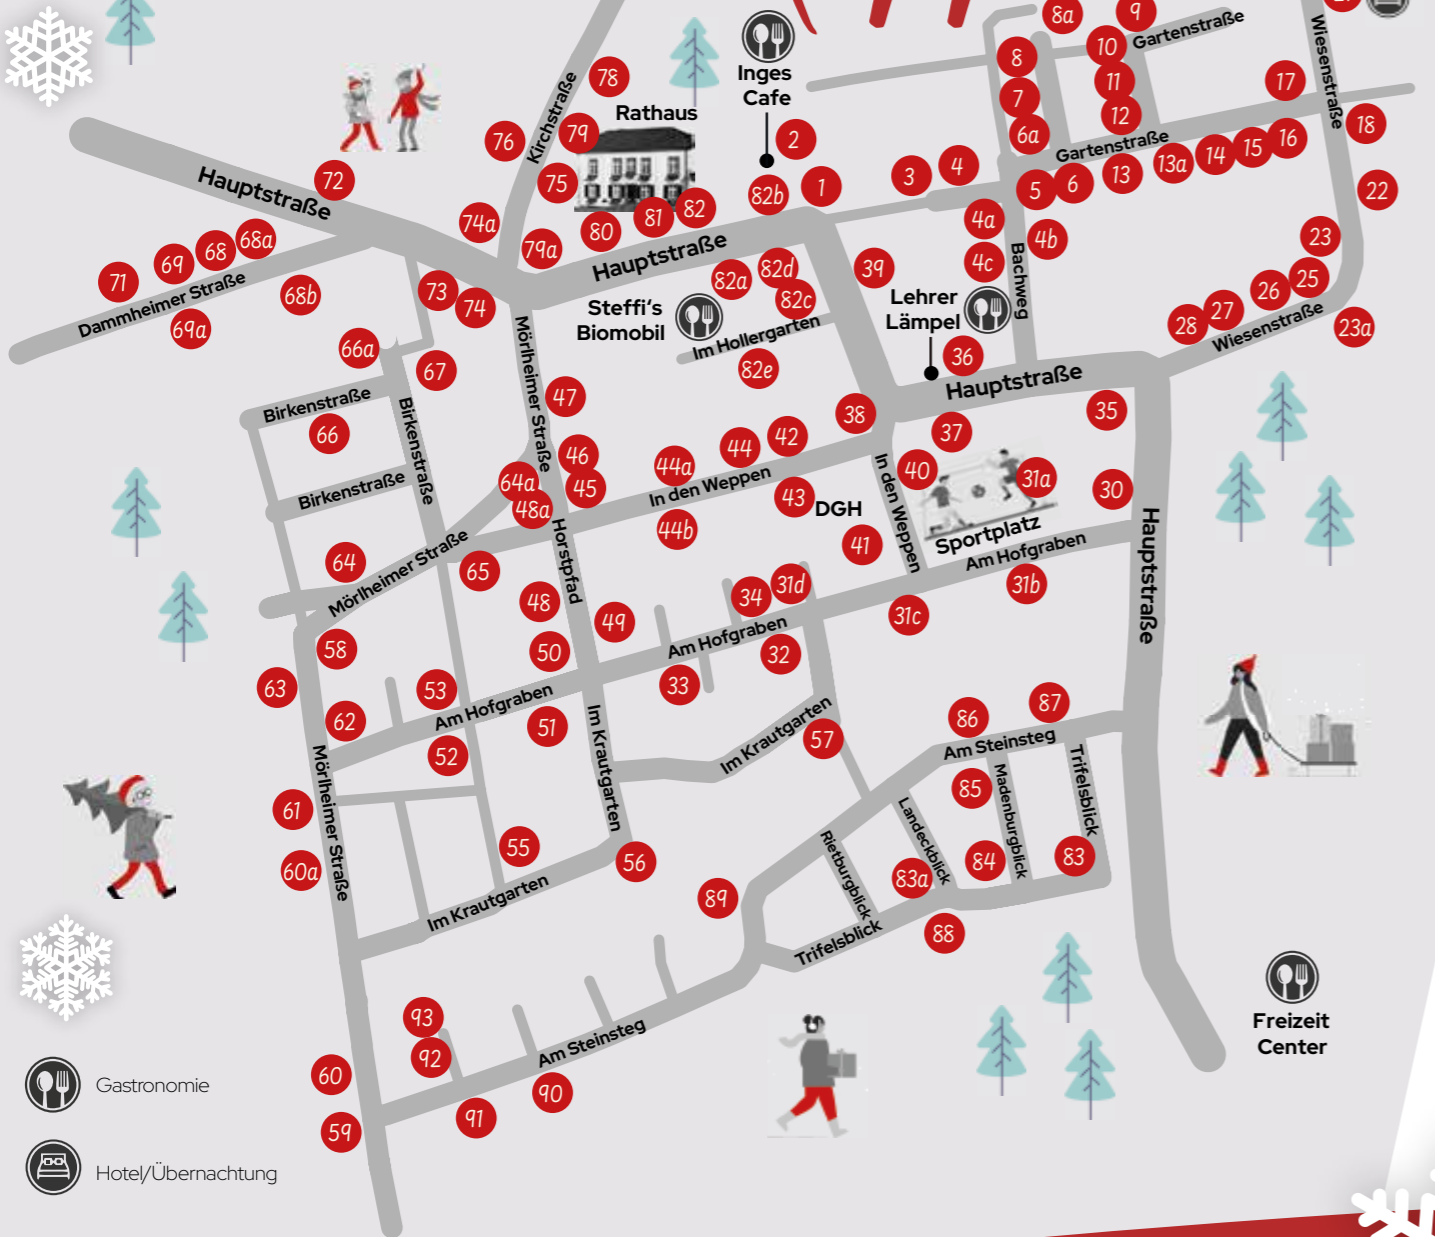 8a
9
Gartenstraße
10
8
11
7
12
6a
Gartenstraße
Wiesenstraße
17
18
16
15
14
13a
13
6
5
22
23
25
26
27
28
Wiesenstraße
23a
Inges
Cafe
2
82b
1
3
4
4a
4b
4c
Bachweg
78
Kirchstraße
Rathaus
79
76
75
82
81
80
79a
74a
Hauptstraße
72
Hauptstraße
68a
68
69
71
Dammheimer Straße
68b
69a
73
74
82a
82d
82c
39
Steffi‘s
Biomobil
Im Hollergarten
82e
Lehrer
Lämpel
36
Hauptstraße
35
66a
67
Birkenstraße
66
Birkenstraße
Birkenstraße
Mörlheimer Straße
47
46
45
64a
48a
38
37
42
44
44a
In den Weppen
44b
43
DGH
41
In den Weppen
40
31a
Sportplatz
30
Hauptstraße
Am Hofgraben
31b
31c
64
Mörlheimer Straße
65
Horstpfad
48
49
50
34
31d
Am Hofgraben
32
33
58
63
62
53
Am Hofgraben
51
52
Im Krautgarten
Im Krautgarten
57
86
87
Am Steinsteg
85
Madenburgblick
Trifelsblick
Landeckblick
Rietburgblick
84
83
83a
88
Trifelsblick
89
61
Mörlheimer Straße
60a
55
56
Im Krautgarten
93
92
Am Steinsteg
90
91
60
59
Freizeit
Center
Gastronomie
Hotel/Übernachtung